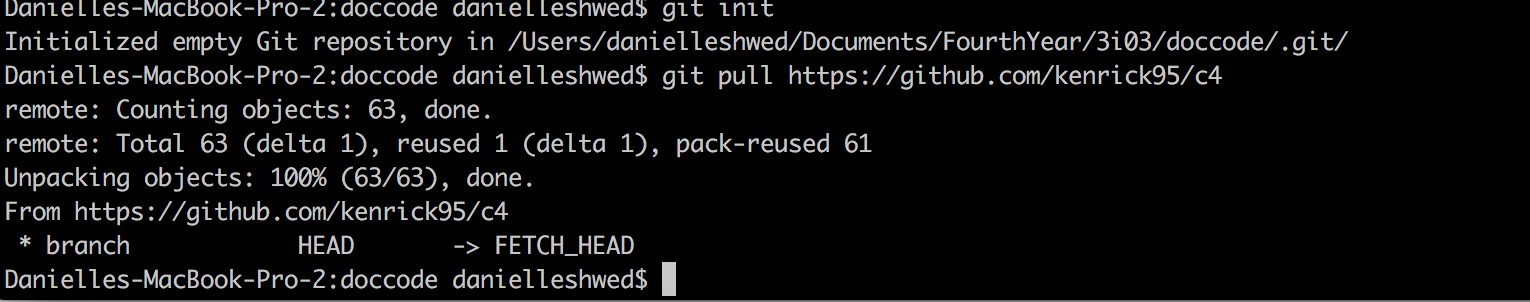 Danielles-MacBook-Pro-2:doccode danielleshwed$ git init
Initialized empty Git repository in /Users/danielleshwed/Documents/FourthYear/3i03/doccode/.git/
Danielles-MacBook-Pro-2:doccode danielleshwed$ git pull https://github.com/kenrick95/c4
remote: Counting objects: 63, done.
remote: Total 63 (delta 1), reused 1 (delta 1), pack-reused 61
Unpacking objects: 100% (63/63), done.
From https://github.com/kenrick95/c4
 * branch            HEAD       -> FETCH_HEAD
Danielles-MacBook-Pro-2:doccode danielleshwed$